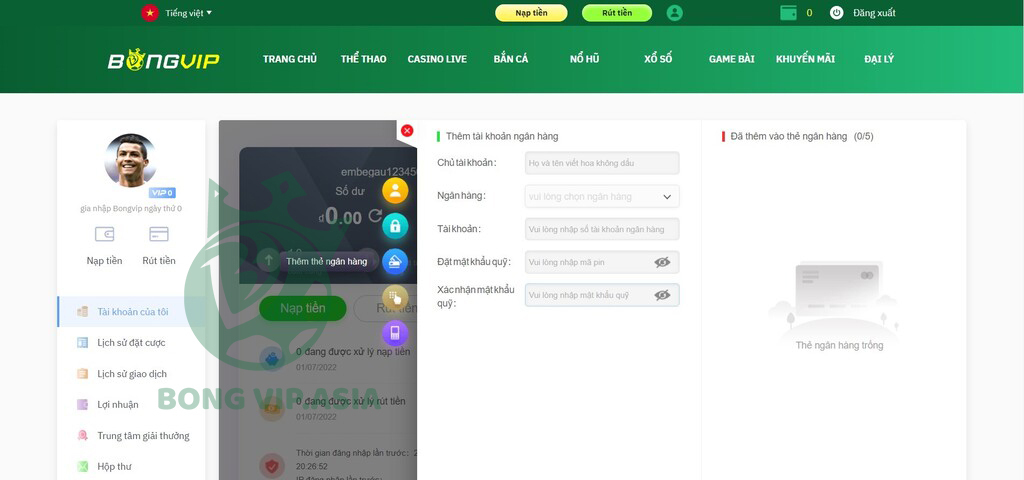 Tiếng việt
Nạp tiền
Rút tiền
0
Đăng xuất
BONGVIP
TRANG CHỦ
THỂ THAO
CASINO LIVE
BẮN CÁ
NỔ HŨ
XỔ SỐ
GAME BÀI
KHUYẾN MÃI
ĐẠI LÝ
VIP 0
gia nhập Bongvip ngày thứ 0
Nạp tiền
Rút tiền
Tài khoản của tôi
Lịch sử đặt cược
Lịch sử giao dịch
Lợi nhuận
Trung tâm giải thưởng
Hộp thư
embegau12345
Số dư
đ0.00
Thêm thẻ ngân hàng
Nạp tiền
0 đang được xử lý nạp tiền
01/07/2022
0 đang được xử lý rút tiền
01/07/2022
Thời gian đăng nhập lần trước: 2
20:26:52
BONG VIP.ASIA
Thêm tài khoản ngân hàng
Chủ tài khoản :
Họ và tên viết hoa không dấu
Ngân hàng :
vui lòng chọn ngân hàng
Tài khoản :
Vui lòng nhập số tài khoản ngân hàng
Đặt mật khẩu quỹ :
Vui lòng nhập mã pin
Xác nhận mật khẩu
quỹ :
Vui lòng nhập mật khẩu quỹ
Đã thêm vào thẻ ngân hàng (0/5)
Thẻ ngân hàng trống